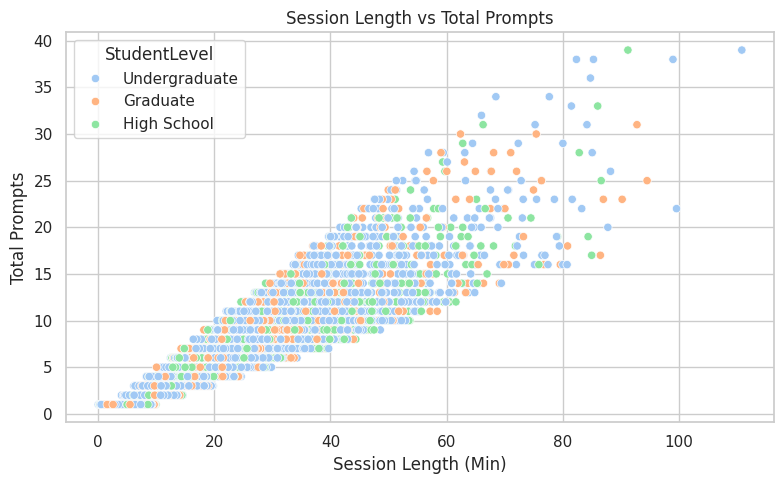 Session Length vs Total Prompts
40
35
30
25
20
15
10
5
0
Total Prompts
StudentLevel
Undergraduate
Graduate
High School
0 20 40 60 80 100
Session Length (Min)